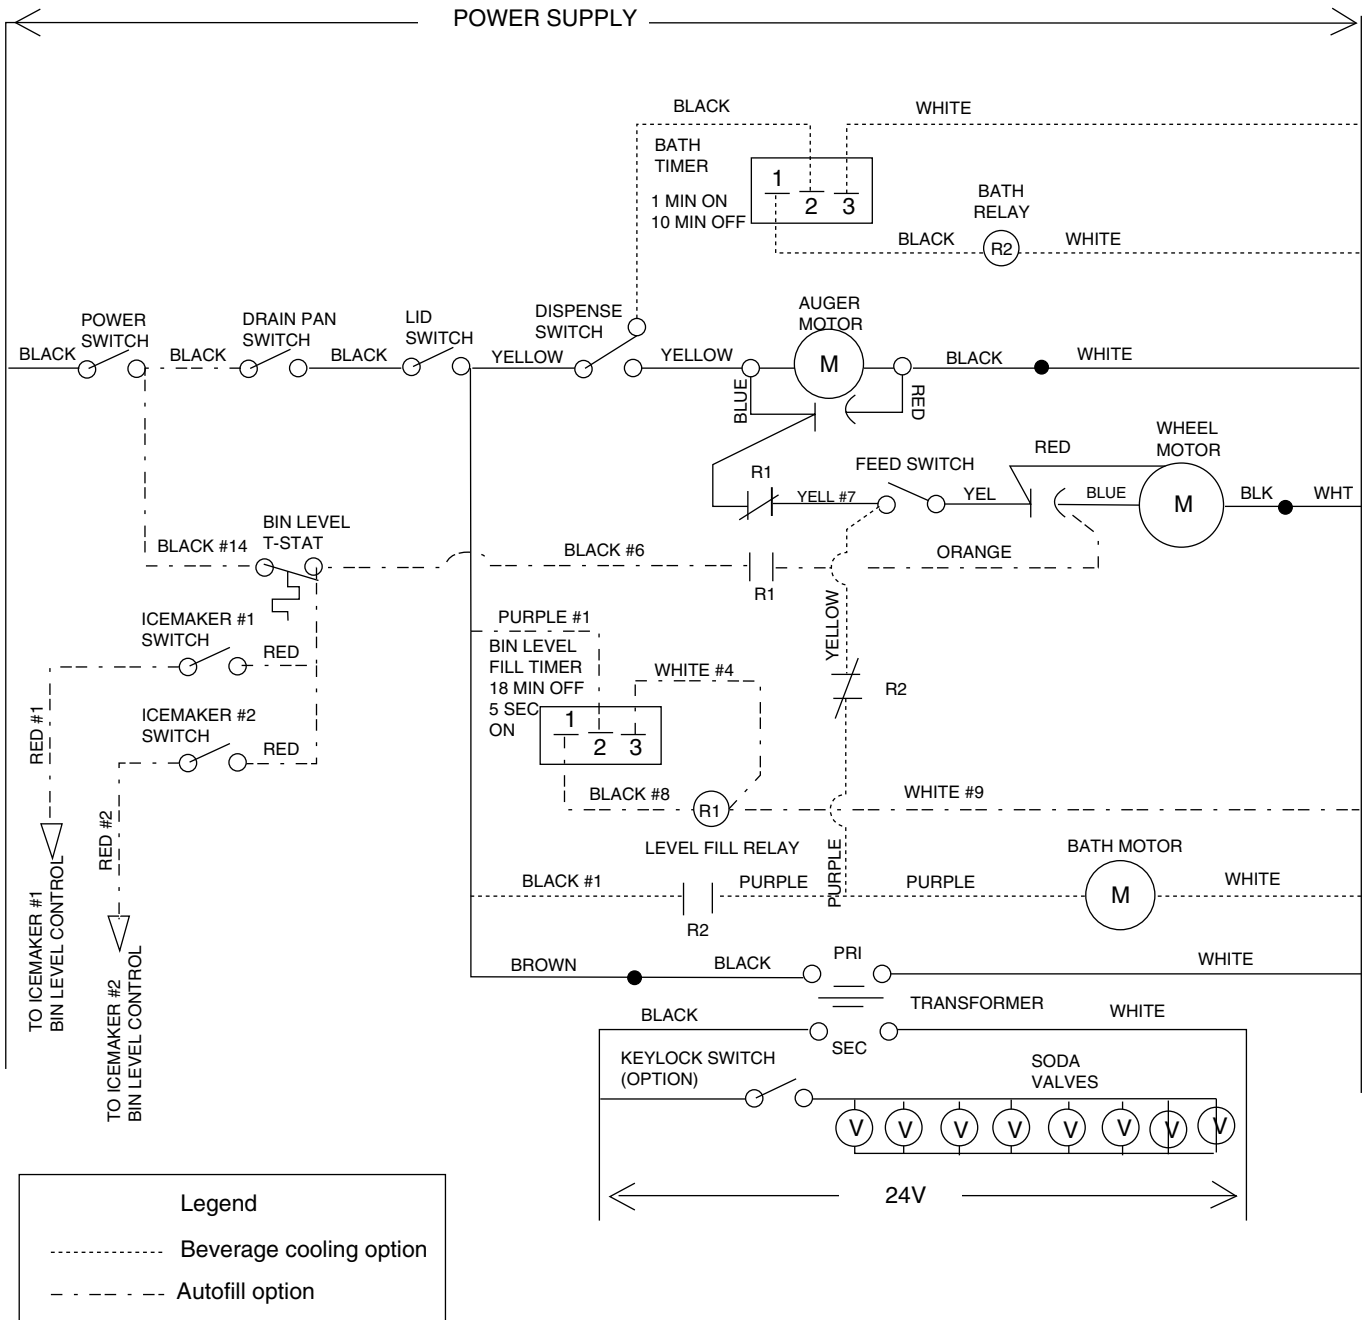 POWER SUPPLY
BLACK
WHITE
BATH
TIMER
1 MIN ON
10 MIN OFF
1
2
3
BATH
RELAY
BLACK
R2
WHITE
POWER
SWITCH
DRAIN PAN
SWITCH
LID
SWITCH
DISPENSE
SWITCH
AUGER
MOTOR
BLACK
BLACK
BLACK
YELLOW
YELLOW
M
BLACK
WHITE
BLUE
RED
WHEEL
MOTOR
RED
R1
FEED SWITCH
YELL #7
YEL
BLUE
M
BLK
WHT
BIN LEVEL
T-STAT
BLACK #14
BLACK #6
R1
ORANGE
ICEMAKER #1
SWITCH
RED
PURPLE #1
BIN LEVEL
FILL TIMER
18 MIN OFF
5 SEC
ON
WHITE #4
YELLOW
R2
1
2
3
ICEMAKER #2
SWITCH
RED
RED #1
RED #2
BLACK #8
R1
WHITE #9
LEVEL FILL RELAY
PURPLE
BATH MOTOR
BLACK #1
R2
PURPLE
PURPLE
M
WHITE
TO ICEMAKER #1
BIN LEVEL CONTROL
TO ICEMAKER #2
BIN LEVEL CONTROL
BROWN
BLACK
PRI
WHITE
TRANSFORMER
BLACK
SEC
WHITE
KEYLOCK SWITCH
(OPTION)
SODA
VALVES
V V V V V V V V
24V
Legend
Beverage cooling option
Autofill option